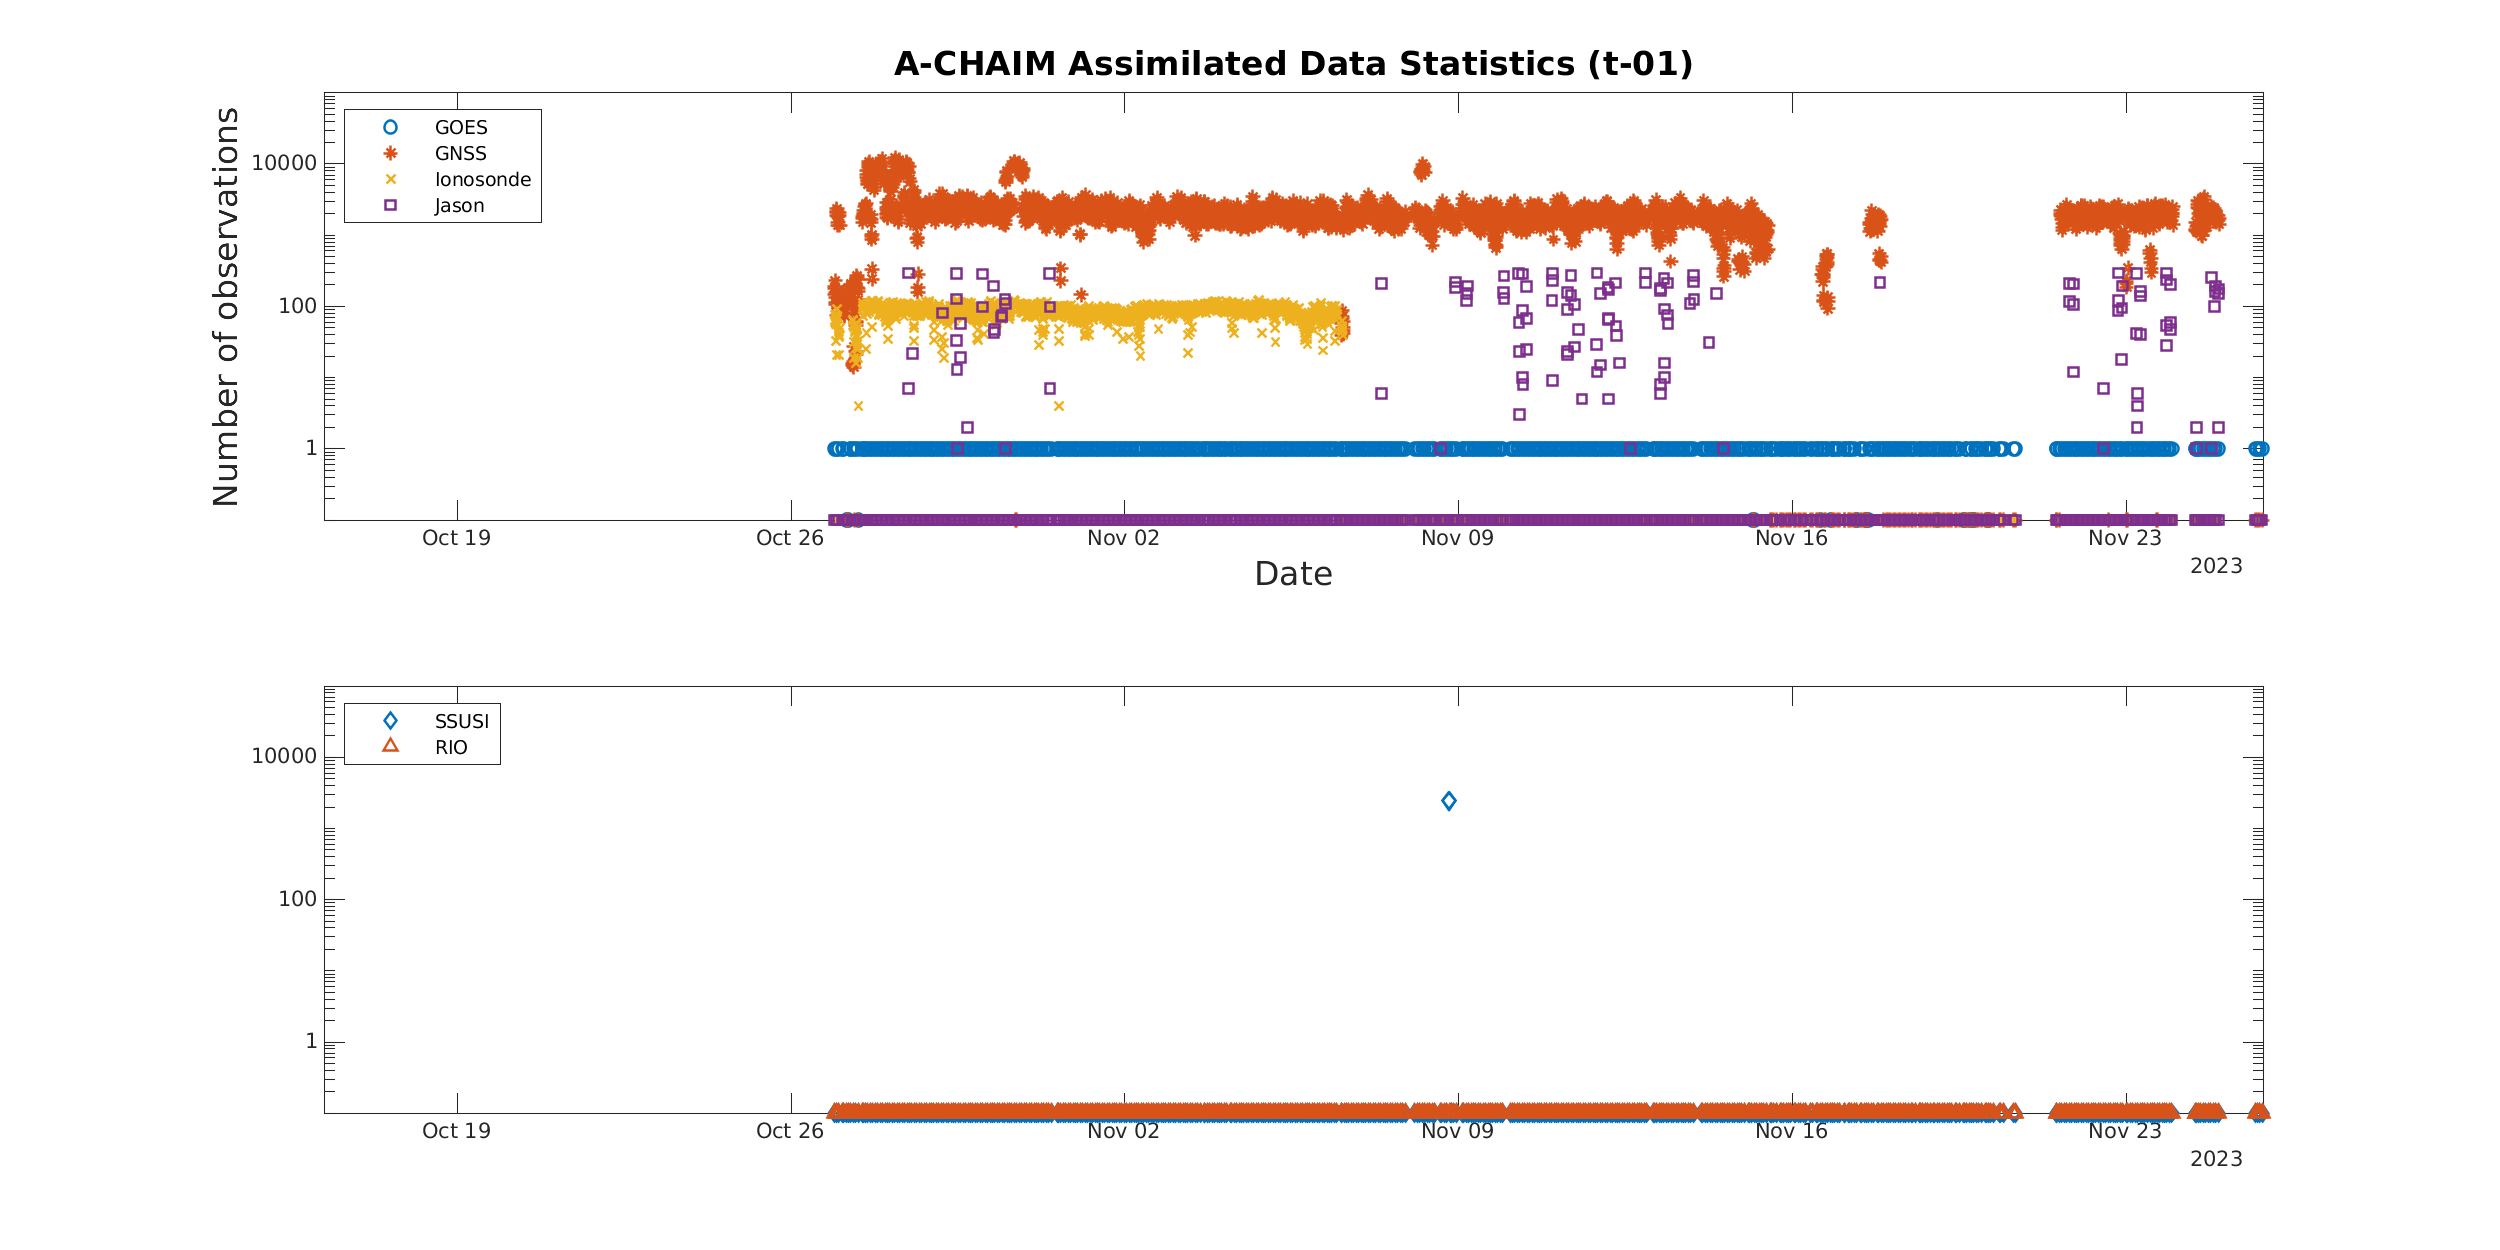 A-CHAIM Assimilated Data Statistics (t-01)
GOES
GNSS
Ionosonde
Jason
Number of observations
10000
100
1
Oct 19
Oct 26
Nov 02
Nov 09
Nov 16
Nov 23
2023
Date
SSUSI
RIO
10000
100
1
Oct 19
Oct 26
Nov 02
Nov 09
Nov 16
Nov 23
2023